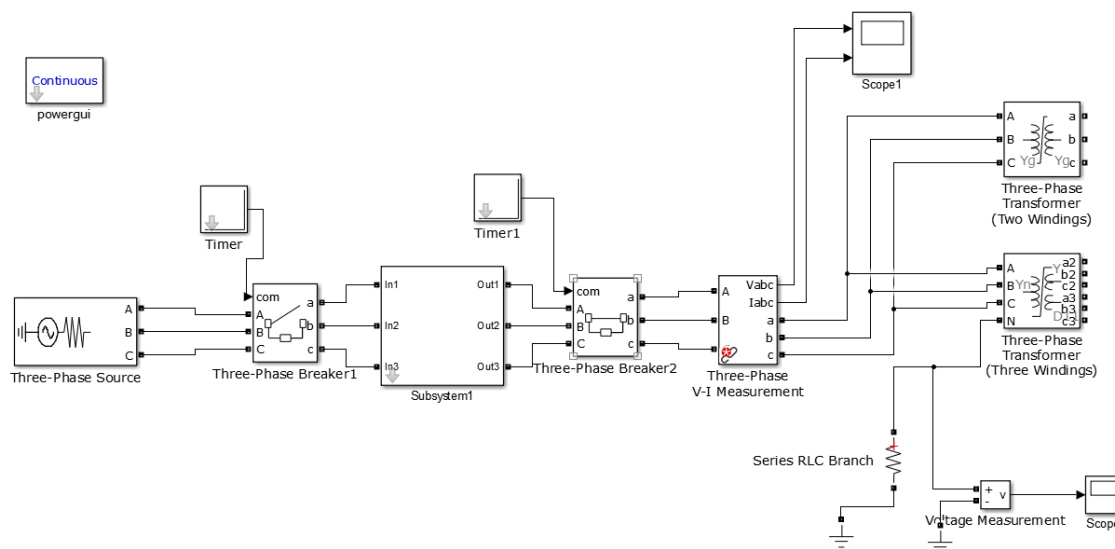 Continuous
powergui
Scope1
A
a
B
b
C
c
Yg
Yg
Three-Phase
Transformer
(Two Windings)
Timer
Timer1
com
A
a
B
b
C
c
Three-Phase Breaker1
A
B
C
Three-Phase Source
In1
In2
In3
Out1
Out2
Out3
Subsystem1
com
A
a
B
b
C
c
Three-Phase Breaker2
A
B
Vabc
Iabc
a
b
c
Three-Phase
V-I Measurement
A
B
C
N
Yn
Y
a2
b2
c2
a3
b3
c3
Three-Phase
Transformer
(Three Windings)
Series RLC Branch
+
-
v
Voltage Measurement
Scope